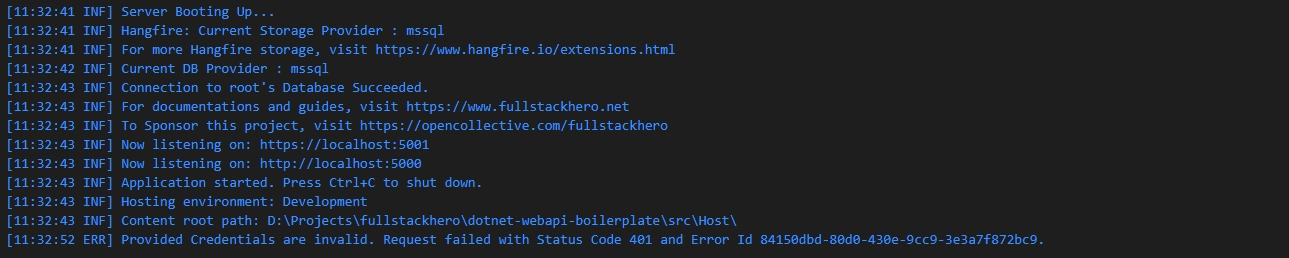 [11:32:41 INF] Server Booting Up...
[11:32:41 INF] Hangfire: Current Storage Provider : mssql
[11:32:41 INF] For more Hangfire storage, visit https://www.hangfire.io/extensions.html
[11:32:42 INF] Current DB Provider : mssql
[11:32:43 INF] Connection to root's Database Succeeded.
[11:32:43 INF] For documentations and guides, visit https://www.fullstackhero.net
[11:32:43 INF] To Sponsor this project, visit https://opencollective.com/fullstackhero
[11:32:43 INF] Now listening on: https://localhost:5001
[11:32:43 INF] Now listening on: http://localhost:5000
[11:32:43 INF] Application started. Press Ctrl+C to shut down.
[11:32:43 INF] Hosting environment: Development
[11:32:43 INF] Content root path: D:\Projects\fullstackhero\dotnet-webapi-boilerplate\src\Host\
[11:32:52 ERR] Provided Credentials are invalid. Request failed with Status Code 401 and Error Id 84150dbd-80d0-430e-9cc9-3e3a7f872bc9.